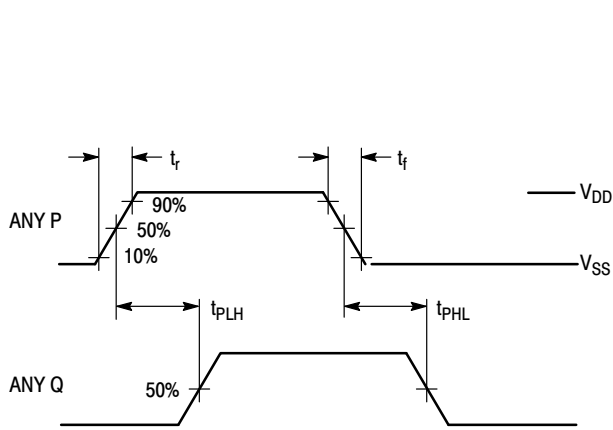 tr
tf
90%
VDD
ANY P
50%
10%
VSS
tPLH
tPHL
ANY Q
50%